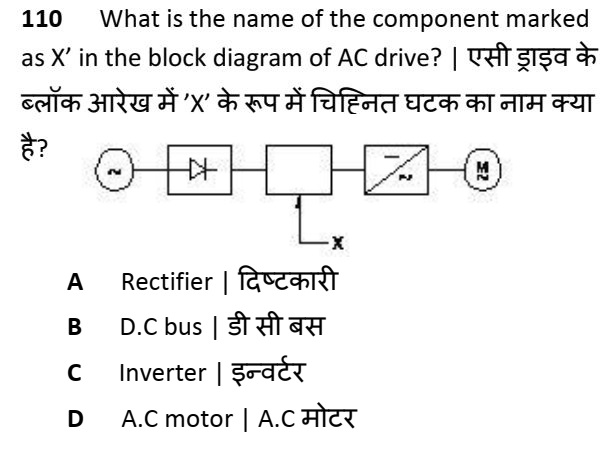 110 What is the name of the component marked
as X’ in the block diagram of AC drive? | एसी ड्राइव के
ब्लॉक आरेख में ’X’ के रूप में चिह्नित घटक का नाम क्या
है?
~ – ~ M ~
X
A Rectifier | दिष्टकारी
B D.C bus | डी सी बस
C Inverter | इन्वर्टर
D A.C motor | A.C मोटर